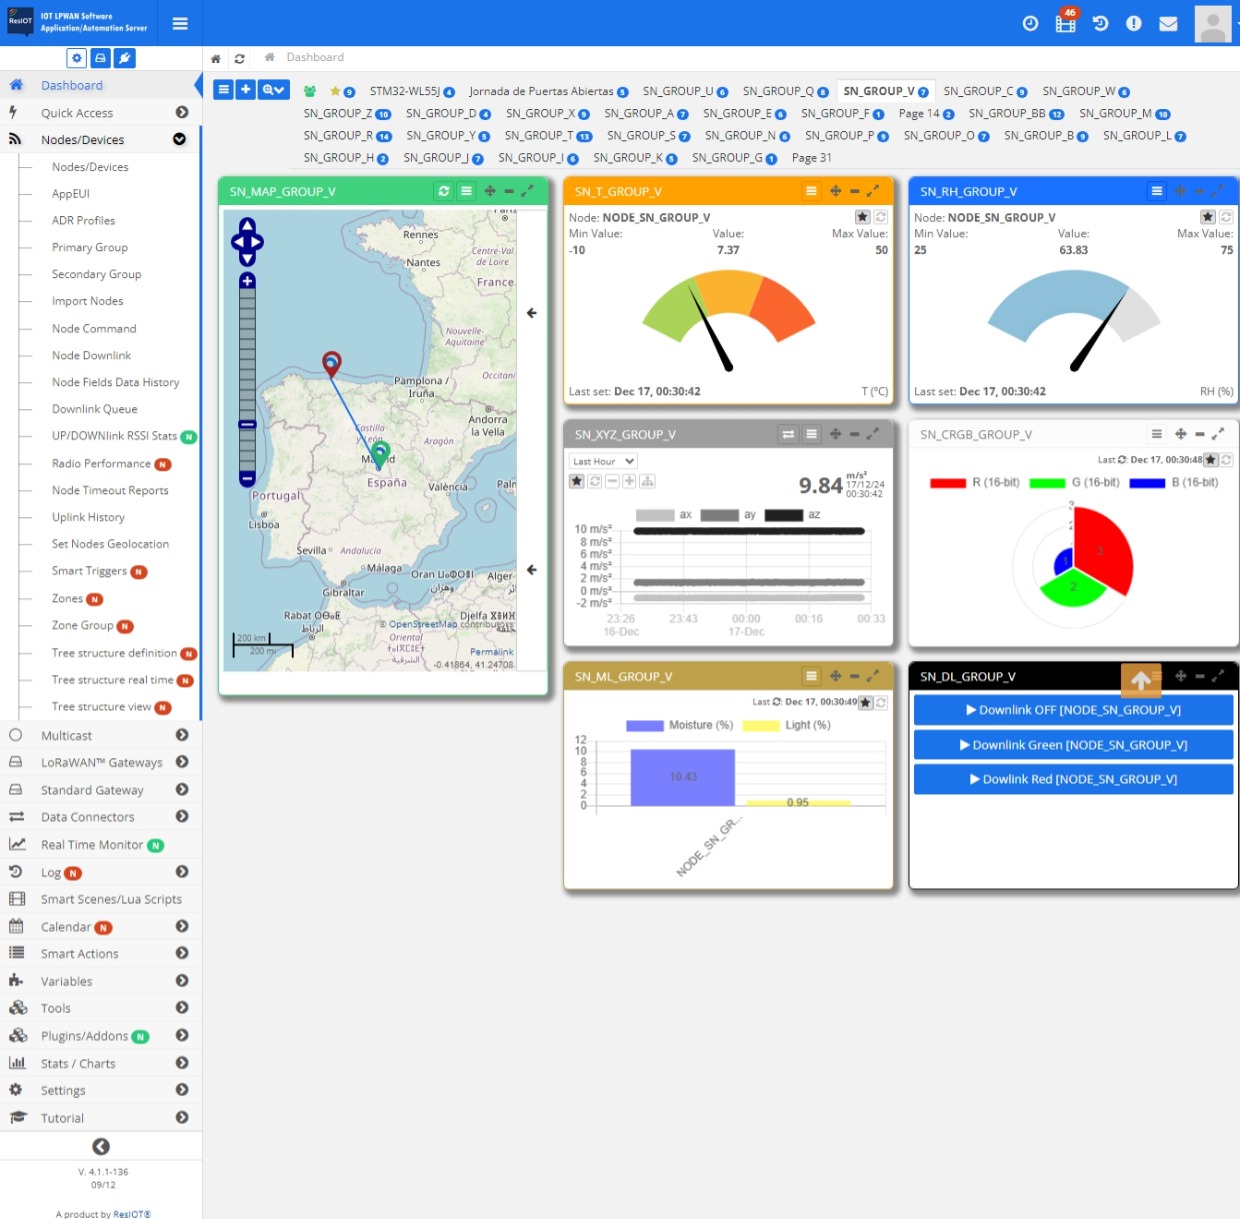 ResIOT
IOT LPWAN Software
Application/Automation Server
46
Dashboard
Dashboard
Quick Access
Nodes/Devices
Nodes/Devices
AppEUI
ADR Profiles
Primary Group
Secondary Group
Import Nodes
Node Command
Node Downlink
Node Fields Data History
Downlink Queue
UP/DOWNlink RSSI Stats N
Radio Performance N
Node Timeout Reports
Uplink History
Set Nodes Geolocation
Smart Triggers N
Zones N
Zone Group N
Tree structure definition N
Tree structure real time N
Tree structure view N
Multicast
LoRaWAN™ Gateways
Standard Gateway
Data Connectors
Real Time Monitor N
Log N
Smart Scenes/Lua Scripts
Calendar N
Smart Actions
Variables
Tools
Plugins/Addons N
Stats / Charts
Settings
Tutorial
V. 4.1.1-136
09/12
A product by ResIOT®
9 STM32-WL55J 4 Jornada de Puertas Abiertas 5 SN_GROUP_U 6 SN_GROUP_Q 8 SN_GROUP_V 7 SN_GROUP_C 9 SN_GROUP_W 6
SN_GROUP_Z 10 SN_GROUP_D 4 SN_GROUP_X 9 SN_GROUP_A 7 SN_GROUP_E 6 SN_GROUP_F 1 Page 14 2 SN_GROUP_BB 12 SN_GROUP_M 10
SN_GROUP_R 14 SN_GROUP_Y 5 SN_GROUP_T 13 SN_GROUP_S 7 SN_GROUP_N 6 SN_GROUP_P 9 SN_GROUP_O 7 SN_GROUP_B 9 SN_GROUP_L 7
SN_GROUP_H 2 SN_GROUP_J 7 SN_GROUP_I 6 SN_GROUP_K 5 SN_GROUP_G 1 Page 31
SN_MAP_GROUP_V
Paris
Rennes
Nantes
Centre-Val
de Loire
France
Nouvelle-
Aquitaine
Occitani
Pamplona /
Iruña
Andorra
la Vella
Castilla
y León
Aragón
Madrid
España
Portugal
València
Paln
Lisboa
Sevilla
Andalucía
Málaga
Oran
وهران
Alger-
Gibraltar
Rabat
الرباط
Djelfa
Oriental
الشرقية
© OpenStreetMap contributors
Permalink
-0.41864, 41.24708
200 km
200 mi
SN_T_GROUP_V
Node: NODE_SN_GROUP_V
Min Value: Value: Max Value:
-10 7.37 50
Last set: Dec 17, 00:30:42 T (°C)
SN_RH_GROUP_V
Node: NODE_SN_GROUP_V
Min Value: Value: Max Value:
25 63.83 75
Last set: Dec 17, 00:30:42 RH (%)
SN_XYZ_GROUP_V
Last Hour
9.84 m/s²
17/12/24
00:30:42
ax ay az
10 m/s²
8 m/s²
6 m/s²
4 m/s²
2 m/s²
0 m/s²
-2 m/s²
23:26 23:43 00:00 00:16 00:33
16-Dec 17-Dec
SN_CRGB_GROUP_V
Last: Dec 17, 00:30:48
R (16-bit) G (16-bit) B (16-bit)
3
2
1
3
2
1
SN_ML_GROUP_V
Last: Dec 17, 00:30:49
Moisture (%) Light (%)
12
10
8
6
4
2
0
10.43
0.95
NODE_SN_GR...
SN_DL_GROUP_V
Downlink OFF [NODE_SN_GROUP_V]
Downlink Green [NODE_SN_GROUP_V]
Dowlink Red [NODE_SN_GROUP_V]